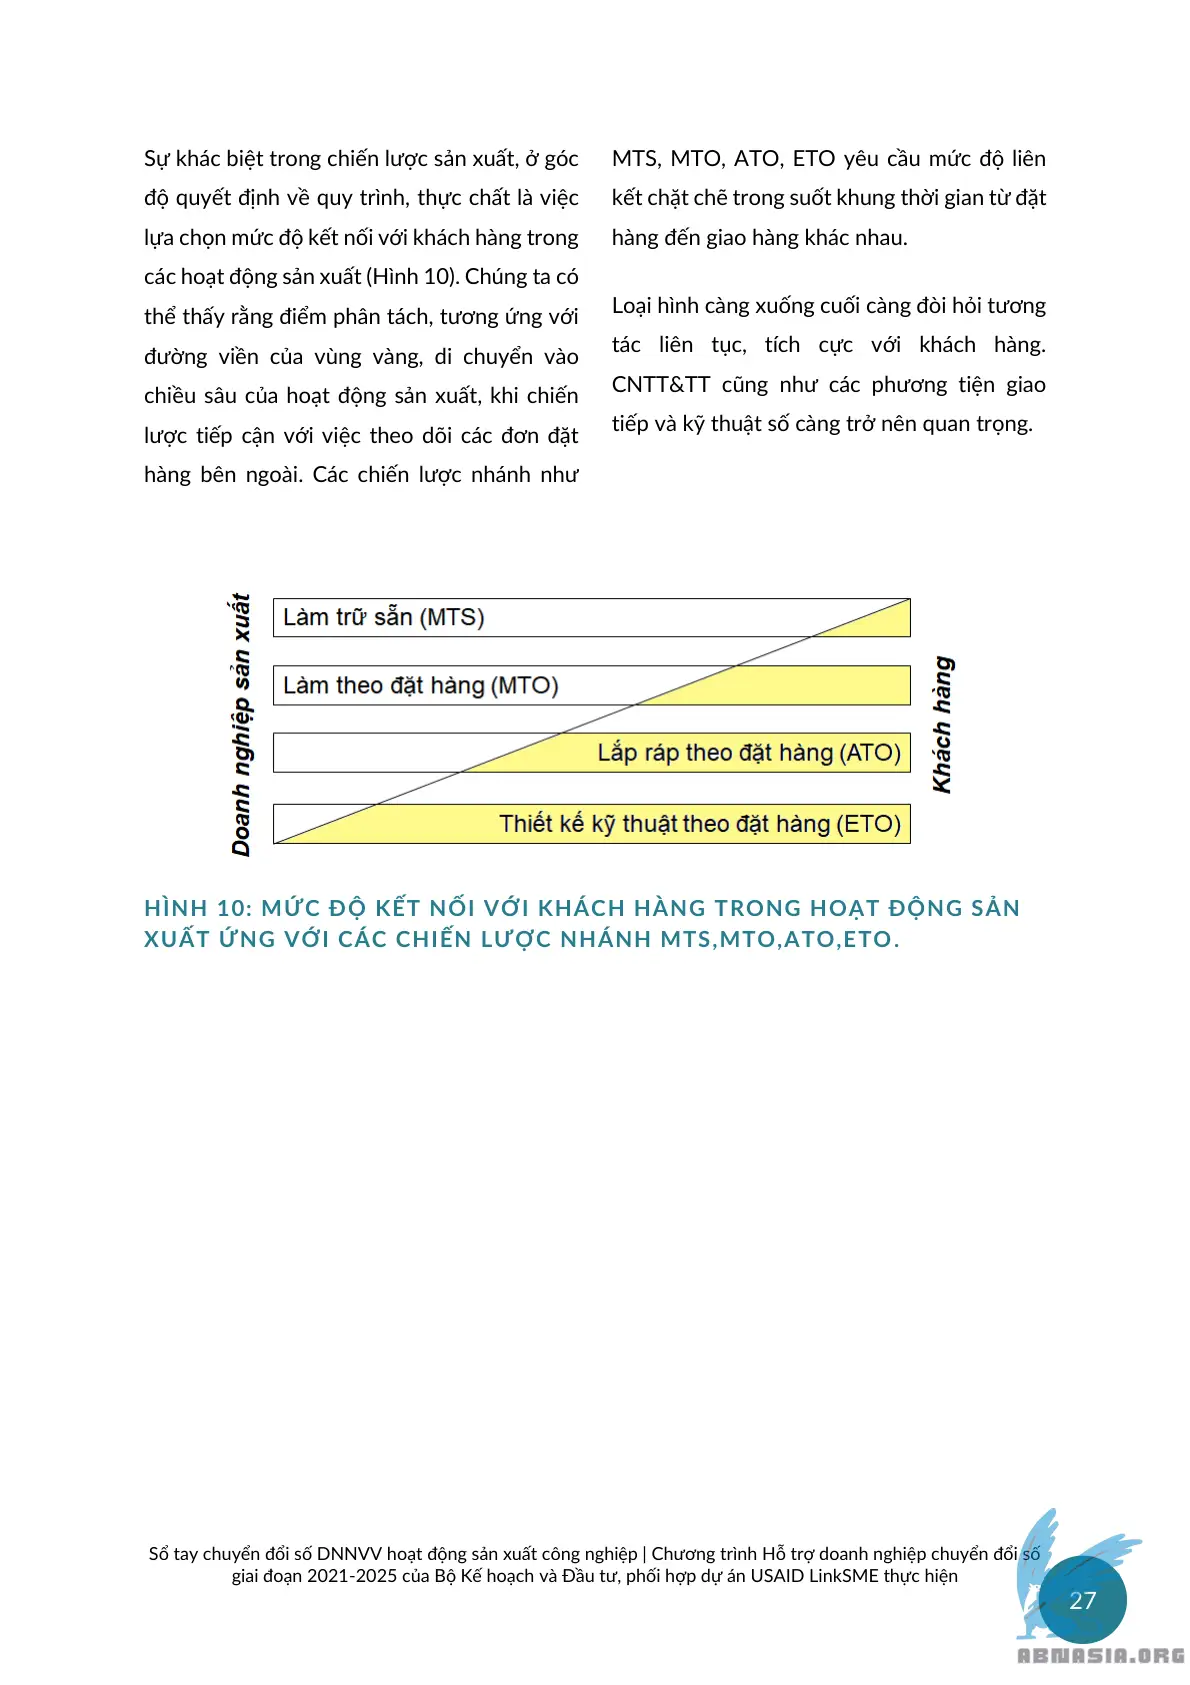 Sự khác biệt trong chiến lược sản xuất, ở góc
độ quyết định về quy trình, thực chất là việc
lựa chọn mức độ kết nối với khách hàng trong
các hoạt động sản xuất (Hình 10). Chúng ta có
thể thấy rằng điểm phân tách, tương ứng với
đường viền của vùng vàng, di chuyển vào
chiều sâu của hoạt động sản xuất, khi chiến
lược tiếp cận với việc theo dõi các đơn đặt
hàng bên ngoài. Các chiến lược nhánh như
MTS, MTO, ATO, ETO yêu cầu mức độ liên
kết chặt chẽ trong suốt khung thời gian từ đặt
hàng đến giao hàng khác nhau.
Loại hình càng xuống cuối càng đòi hỏi tương
tác liên tục, tích cực với khách hàng.
CNTT&TT cũng như các phương tiện giao
tiếp và kỹ thuật số càng trở nên quan trọng.
Doanh nghiệp sản xuất
Làm trữ sẵn (MTS)
Làm theo đặt hàng (MTO)
Lắp ráp theo đặt hàng (ATO)
Thiết kế kỹ thuật theo đặt hàng (ETO)
Khách hàng
HÌNH 10: MỨC ĐỘ KẾT NỐI VỚI KHÁCH HÀNG TRONG HOẠT ĐỘNG SẢN
XUẤT ỨNG VỚI CÁC CHIẾN LƯỢC NHÁNH MTS,MTO,ATO,ETO.
Sổ tay chuyển đổi số DNNVV hoạt động sản xuất công nghiệp | Chương trình Hỗ trợ doanh nghiệp chuyển đổi số
giai đoạn 2021-2025 của Bộ Kế hoạch và Đầu tư, phối hợp dự án USAID LinkSME thực hiện
27
ABNASIA.ORG